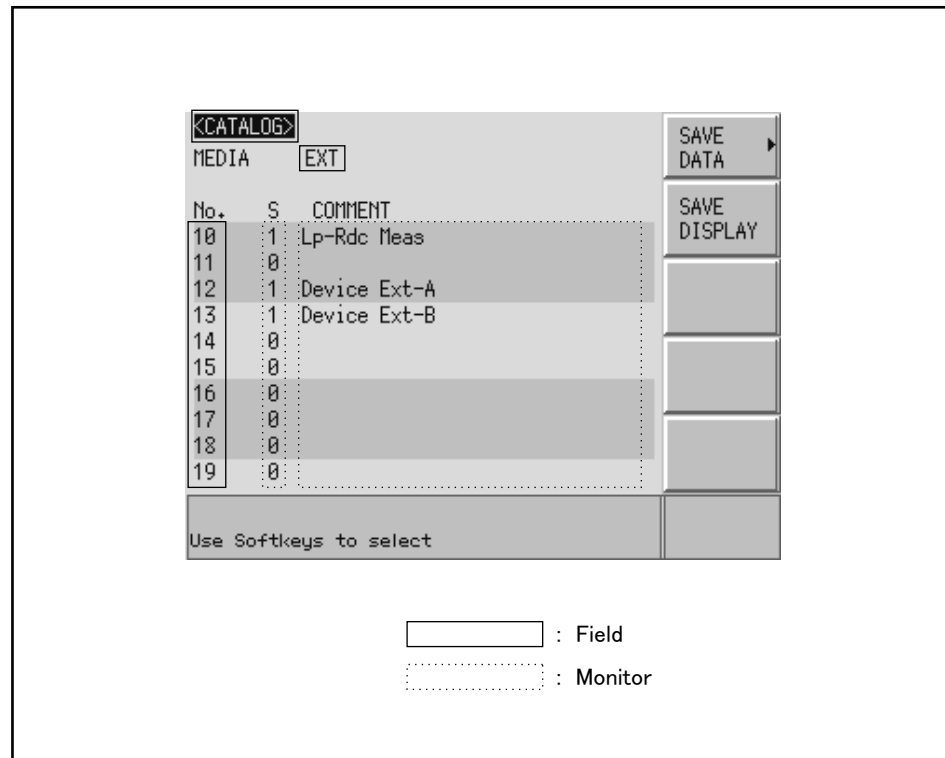 <CATALOG>
MEDIA EXT
No. S COMMENT
10 1 Lp-Rdc Meas
11 0
12 1 Device Ext-A
13 1 Device Ext-B
14 0
15 0
16 0
17 0
18 0
19 0
Use Softkeys to select
SAVE
DATA
SAVE
DISPLAY
: Field
: Monitor